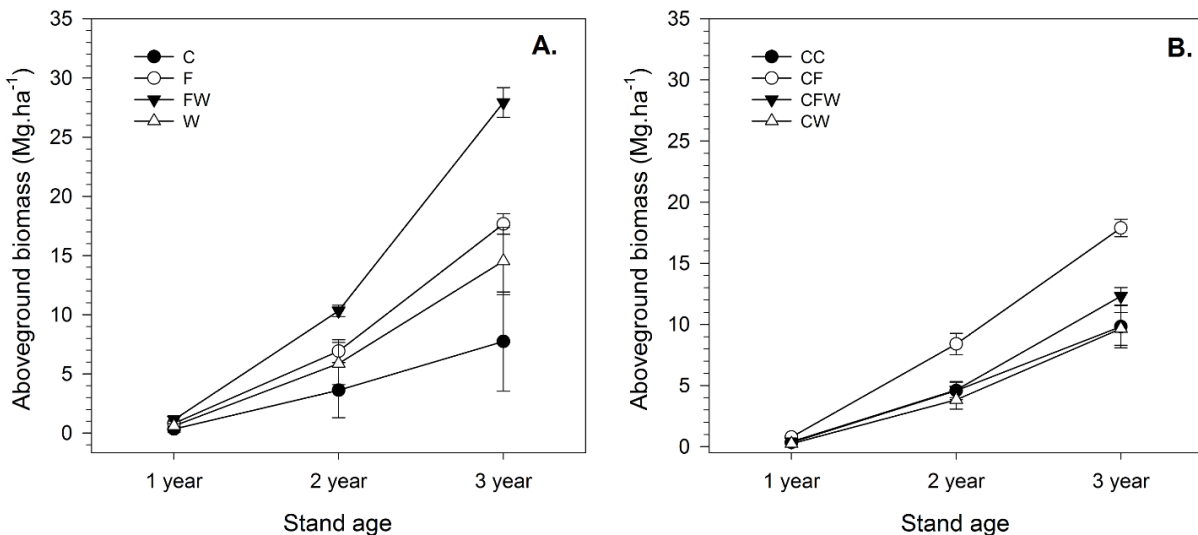 A.
Aboveground biomass (Mg.ha⁻¹)
35
30
25
20
15
10
5
0
C
F
FW
W
1 year 2 year 3 year
Stand age
B.
Aboveground biomass (Mg.ha⁻¹)
35
30
25
20
15
10
5
0
CC
CF
CFW
CW
1 year 2 year 3 year
Stand age